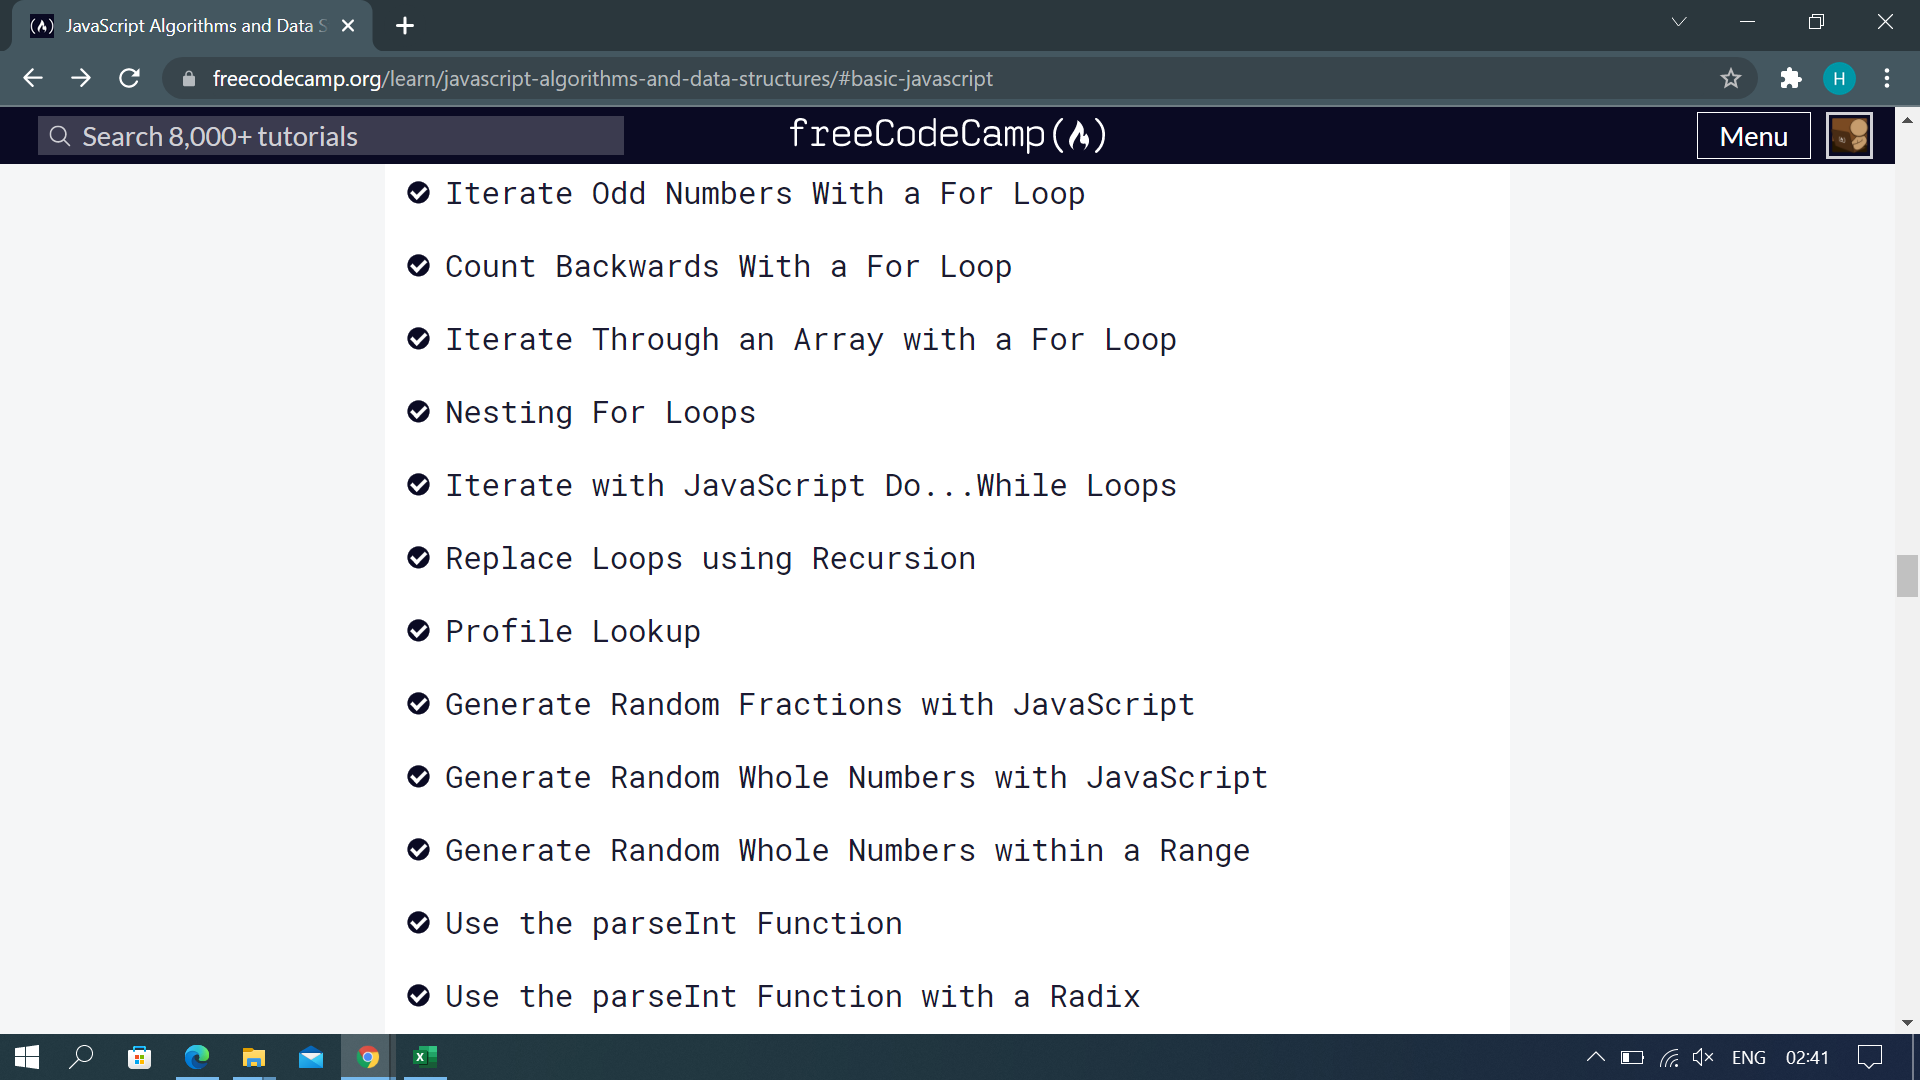 JavaScript Algorithms and Data S
freecodecamp.org/learn/javascript-algorithms-and-data-structures/#basic-javascript
H
Search 8,000+ tutorials
freeCodeCamp
Menu
Iterate Odd Numbers With a For Loop
Count Backwards With a For Loop
Iterate Through an Array with a For Loop
Nesting For Loops
Iterate with JavaScript Do...While Loops
Replace Loops using Recursion
Profile Lookup
Generate Random Fractions with JavaScript
Generate Random Whole Numbers with JavaScript
Generate Random Whole Numbers within a Range
Use the parseInt Function
Use the parseInt Function with a Radix
ENG
02:41